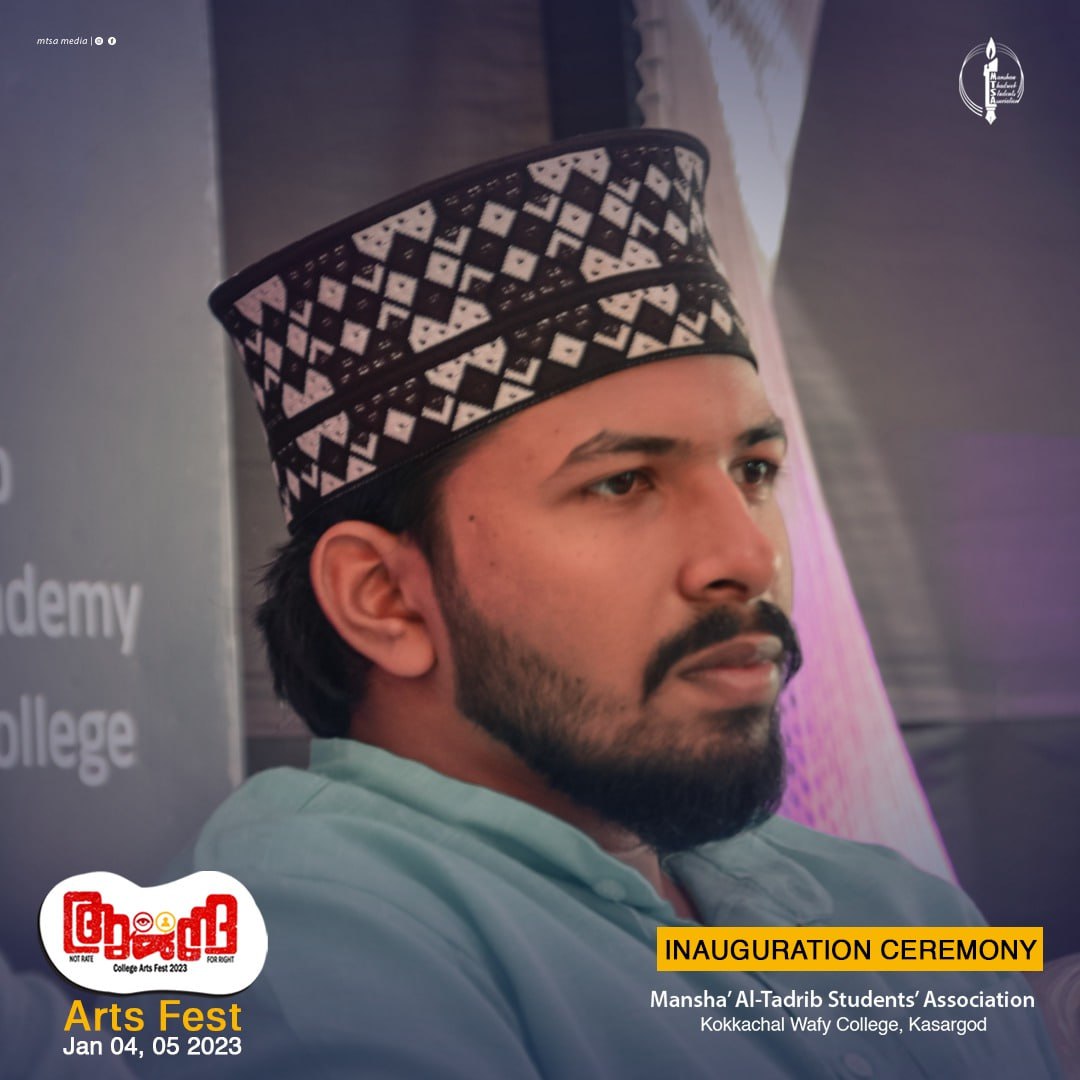 mtsa media |
ademy
ollege
NOT RATE
FOR RIGHT
College Arts Fest 2023
Arts Fest
Jan 04, 05 2023
INAUGURATION CEREMONY
Mansha' Al-Tadrib Students' Association
Kokkachal Wafy College, Kasargod